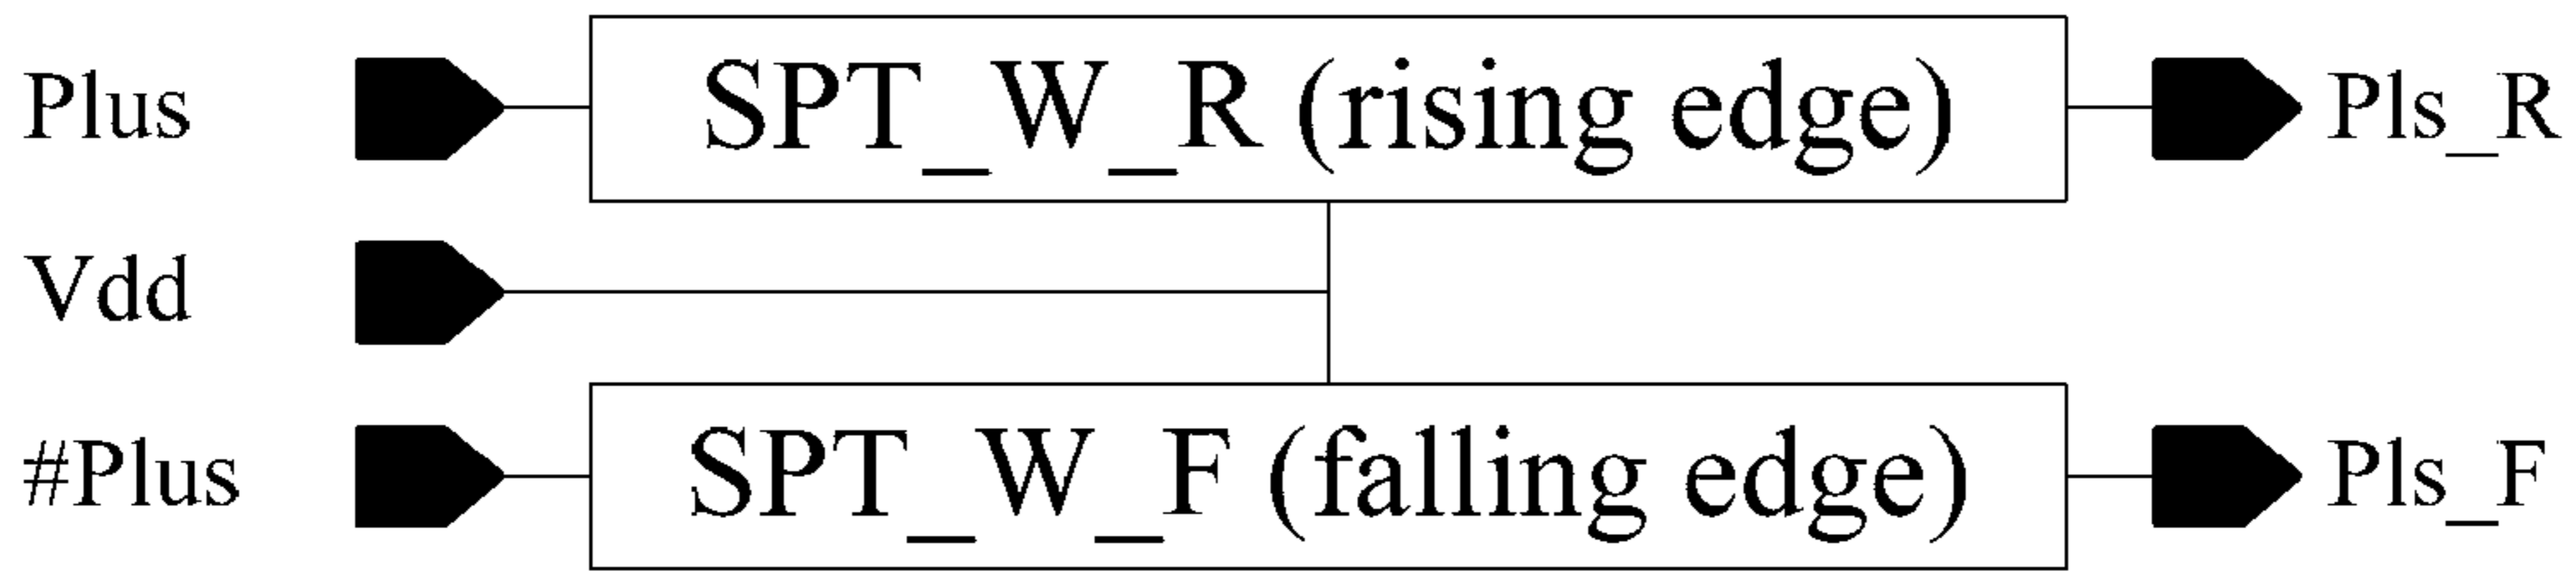 Plus SPT_W_R (rising edge) Pls_R
Vdd
#Plus SPT_W_F (falling edge) Pls_F